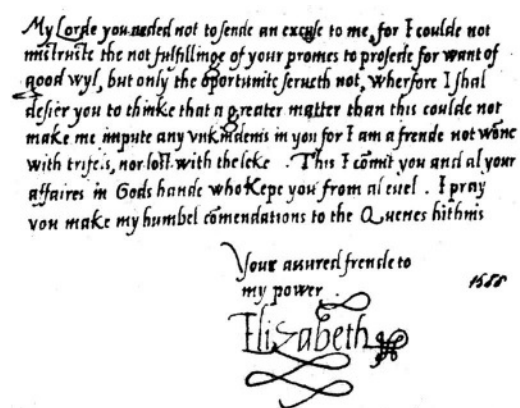 My Lorde you neded not to sende an excuse to me, for I coulde not
mistruste the not fulfillinge of your promes to prosede for want of
good wyl, but only the oportunite serueth not, wherfore I shal
desier you to thinke that a greater matter than this coulde not
make me impute any vnkindenis in you for I am a frende not wone
with trifels, nor lost with the leke. This I comit you and al your
affaires in Gods hande who Kepe you from al euel. I pray
you make my humbel comendations to the Quenes hithnis
Your assured frende to
my power.
Elizabeth